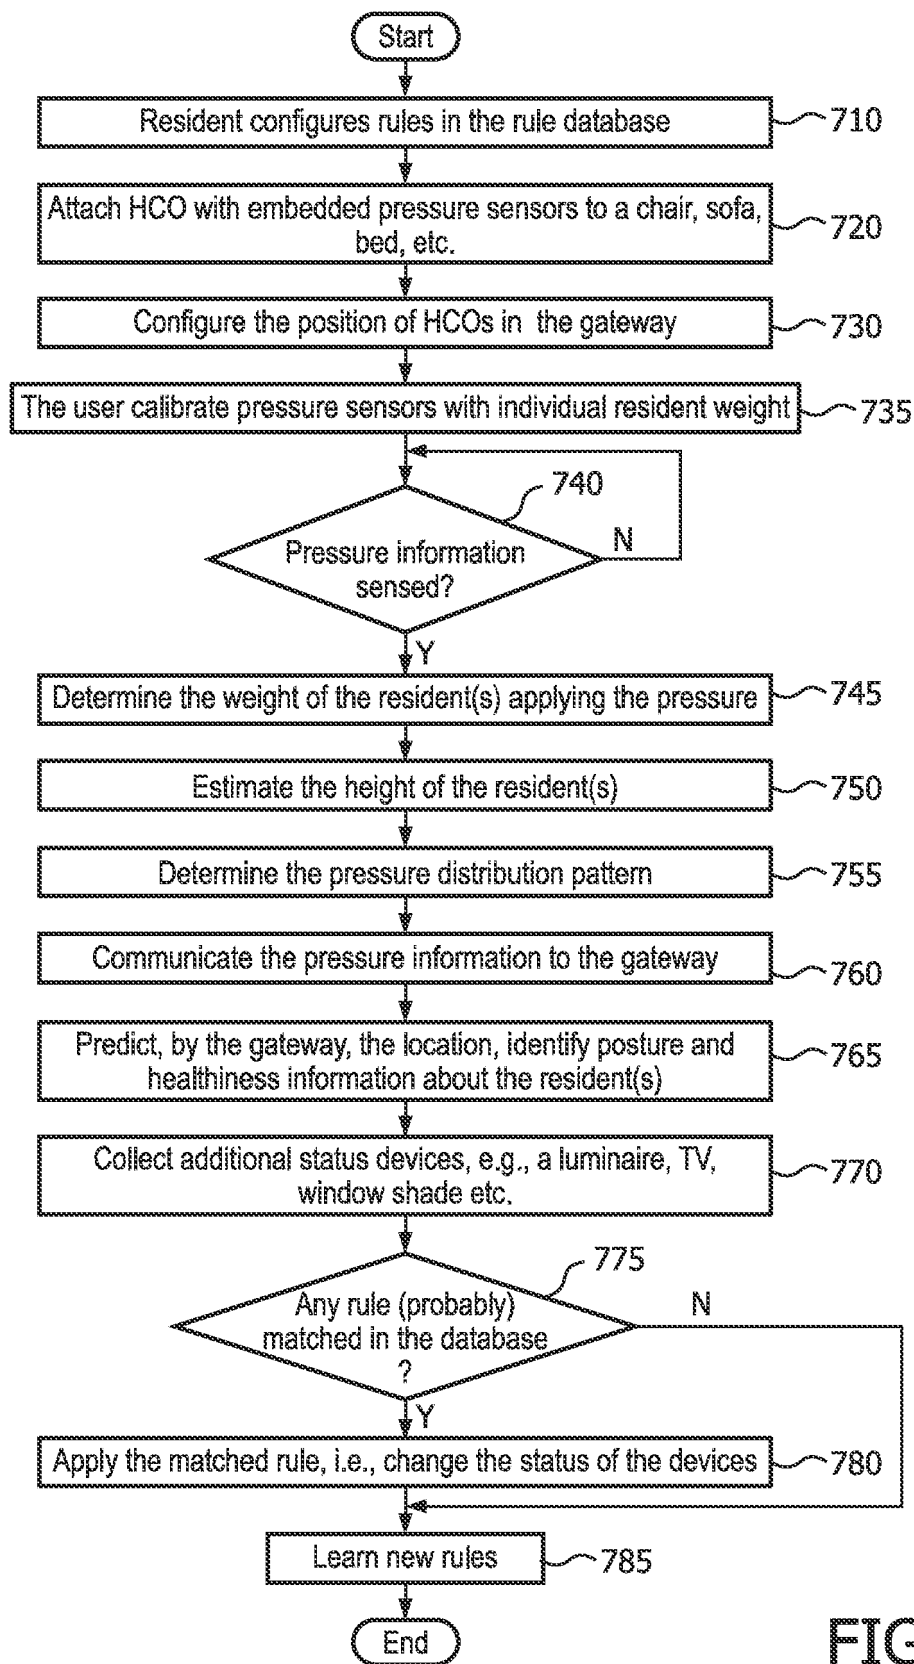 Start
Resident configures rules in the rule database
710
Attach HCO with embedded pressure sensors to a chair, sofa,
bed, etc.
720
Configure the position of HCOs in the gateway
730
The user calibrate pressure sensors with individual resident weight
735
740
Pressure information
sensed?
N
Y
Determine the weight of the resident(s) applying the pressure
745
Estimate the height of the resident(s)
750
Determine the pressure distribution pattern
755
Communicate the pressure information to the gateway
760
Predict, by the gateway, the location, identify posture and
healthiness information about the resident(s)
765
Collect additional status devices, e.g., a luminaire, TV,
window shade etc.
770
775
Any rule (probably)
matched in the database
?
N
Y
Apply the matched rule, i.e., change the status of the devices
780
Learn new rules
785
End